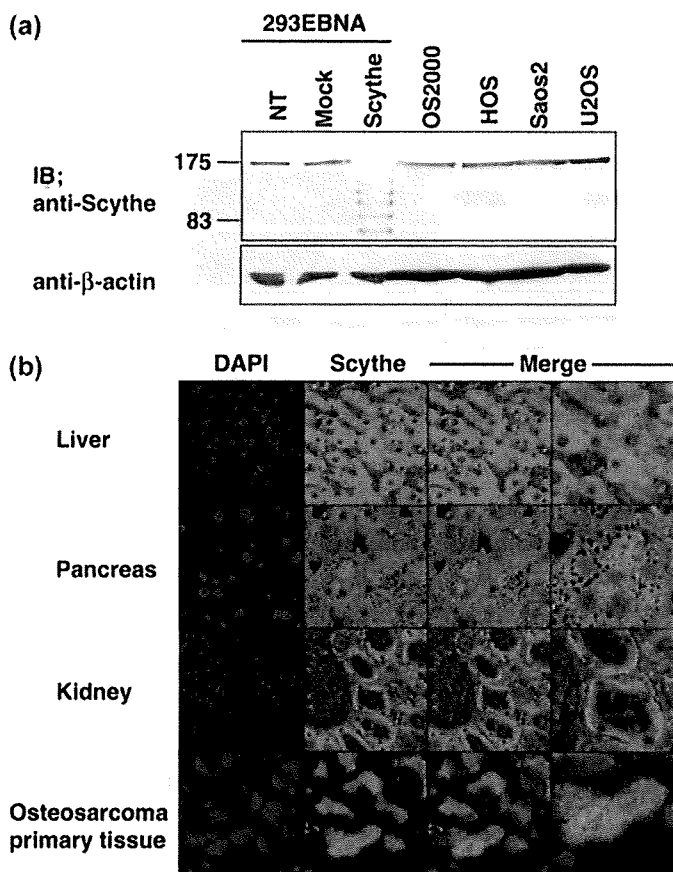 (a)
293EBNA
NT Mock Scythe OS2000 HOS Saos2 U2OS
IB;
anti-Scythe
175
83
anti-β-actin
(b)
DAPI Scythe Merge
Liver
Pancreas
Kidney
Osteosarcoma
primary tissue